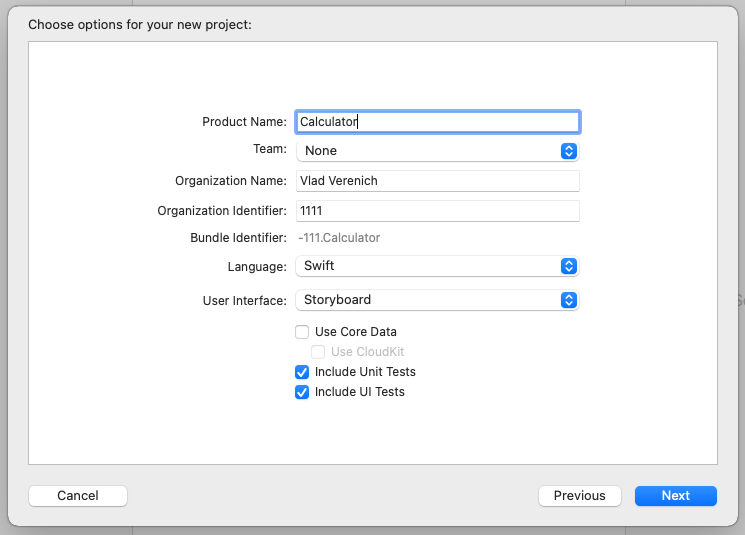 Choose options for your new project:
Product Name: Calculator
Team: None
Organization Name: Vlad Verenich
Organization Identifier: 1111
Bundle Identifier: -111.Calculator
Language: Swift
User Interface: Storyboard
Use Core Data
Use CloudKit
Include Unit Tests
Include UI Tests
Cancel Previous Next